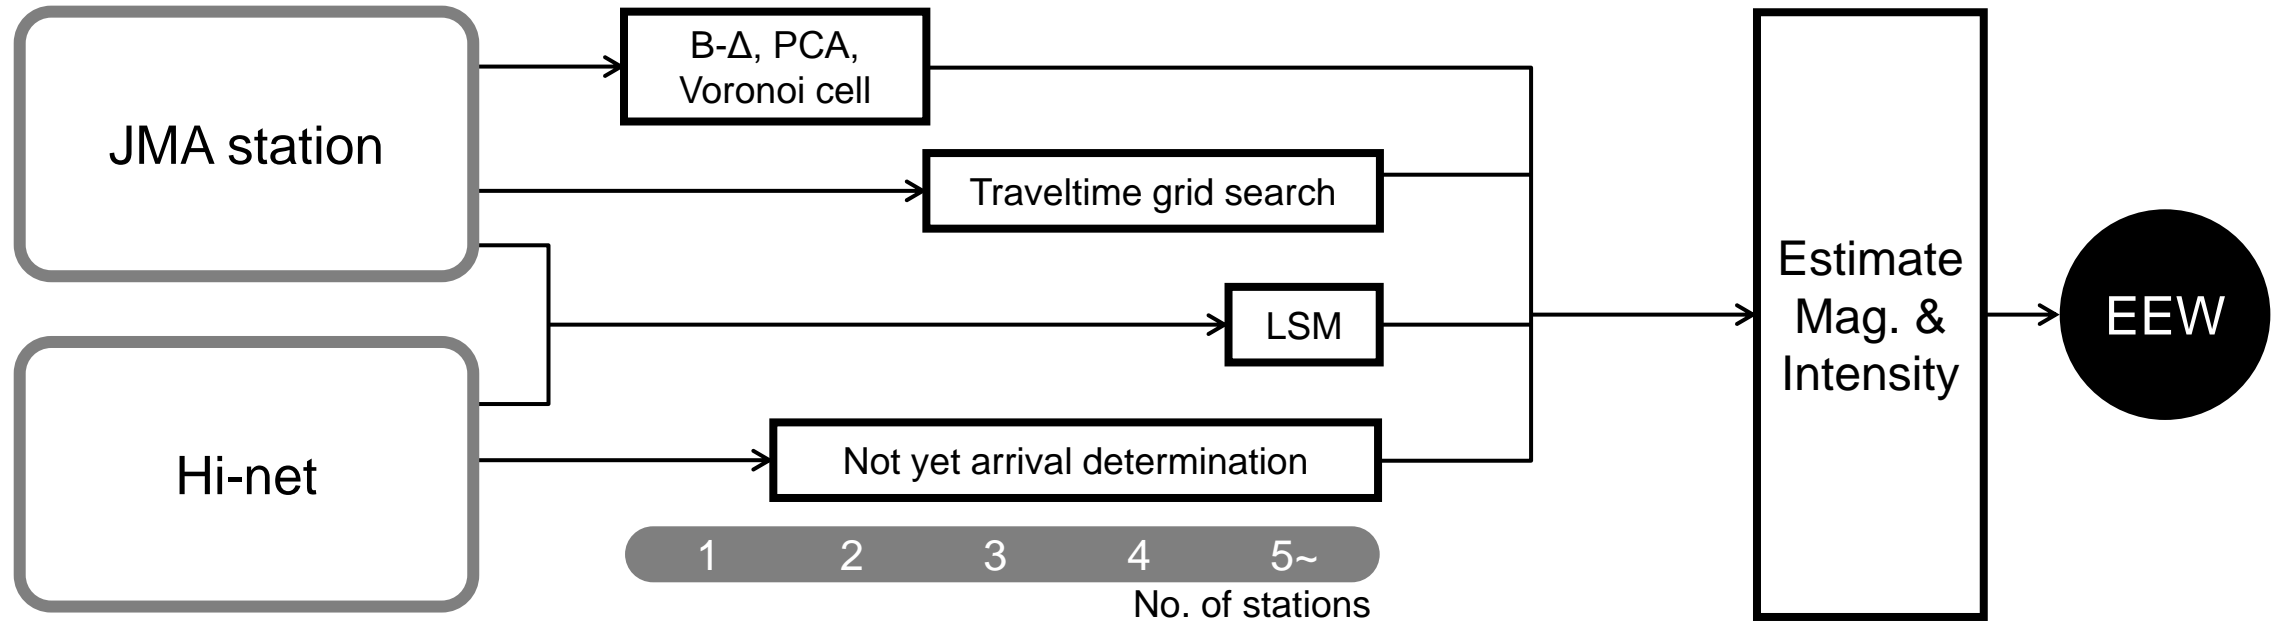 JMA station
Hi-net
B-Δ, PCA,
Voronoi cell
Traveltime grid search
LSM
Not yet arrival determination
1 2 3 4 5~
No. of stations
Estimate
Mag. &
Intensity
EEW